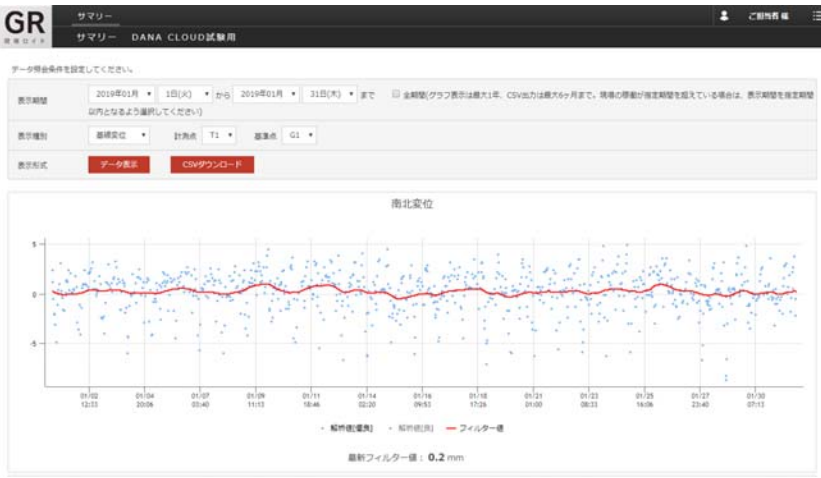 GR
現場ロイド
サマリー
ご担当者 様
サマリー DANA CLOUD試験用
データ照会条件を設定してください。
表示期間 2019年01月 1日(火) から 2019年01月 31日(木) まで 全期間(グラフ表示は最大1年、CSV出力は最大6ヶ月まで。現場の稼働が指定期間を超えている場合は、表示期間を指定期間
以内となるよう選択してください)
表示種別 基線変位 計測点 T1 基準点 G1
表示形式 データ表示 CSVダウンロード
南北変位
5
0
-5
01/02 01/04 01/07 01/09 01/11 01/14 01/16 01/18 01/21 01/23 01/25 01/27 01/30
12:33 20:06 03:40 11:13 18:46 02:20 09:53 17:26 01:00 08:33 16:06 23:40 07:13
解析値[優良] 解析値[良] フィルター値
最新フィルター値： 0.2 mm